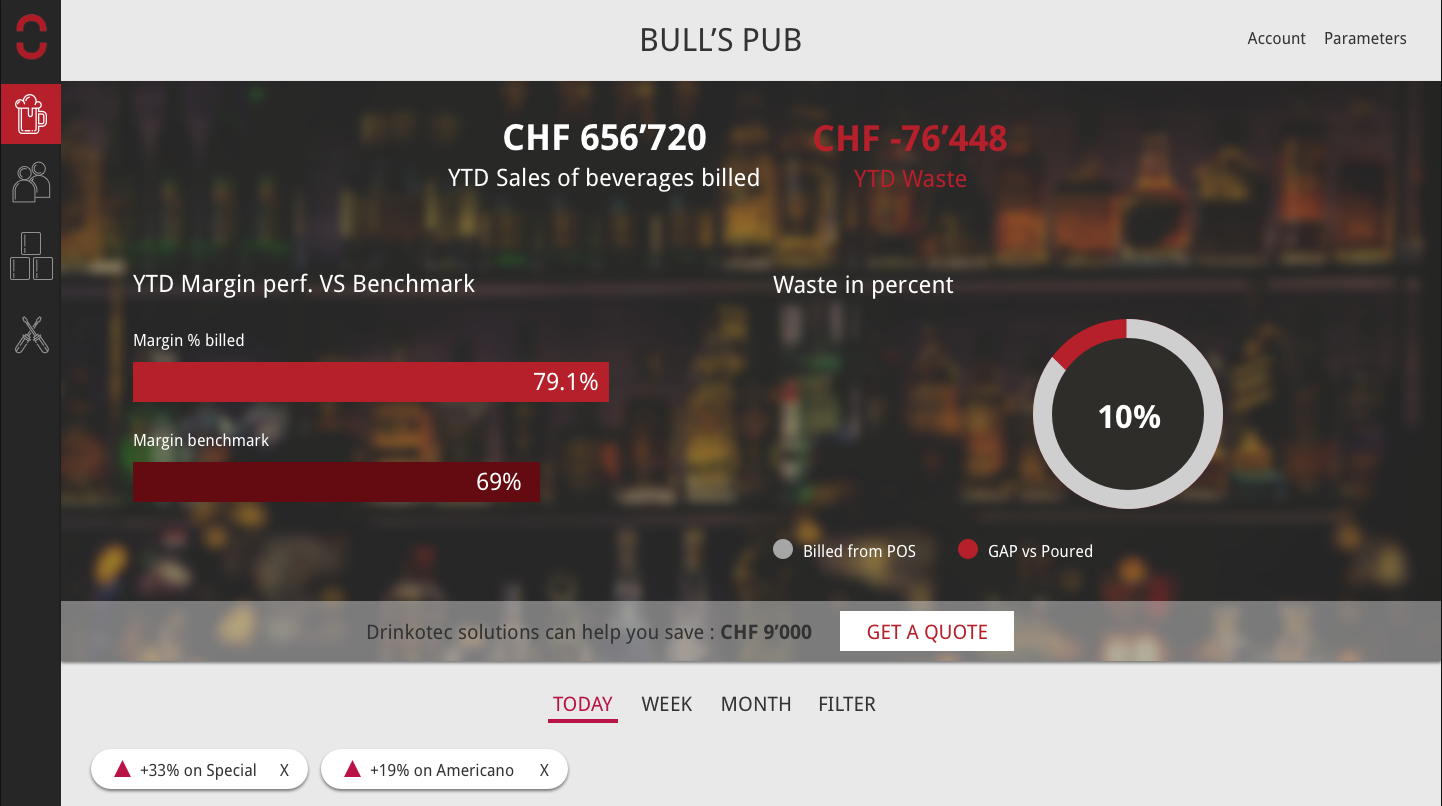 BULL’S PUB
Account Parameters
CHF 656’720 CHF -76’448
YTD Sales of beverages billed YTD Waste
YTD Margin perf. VS Benchmark
Margin % billed
79.1%
Margin benchmark
69%
Waste in percent
10%
Billed from POS GAP vs Poured
Drinkotec solutions can help you save : CHF 9’000 GET A QUOTE
TODAY WEEK MONTH FILTER
+33% on Special X +19% on Americano X